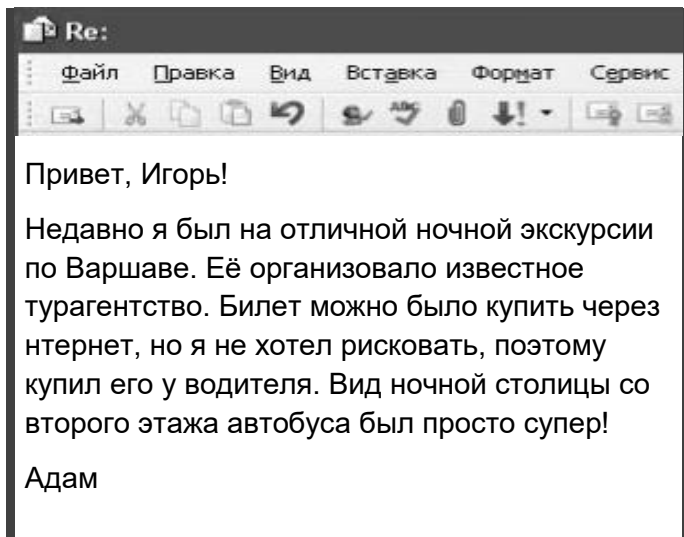 Re:
Файл Правка Вид Вставка Формат Сервис
Привет, Игорь!
Недавно я был на отличной ночной экскурсии
по Варшаве. Её организовало известное
турагентство. Билет можно было купить через
нтернет, но я не хотел рисковать, поэтому
купил его у водителя. Вид ночной столицы со
второго этажа автобуса был просто супер!
Адам